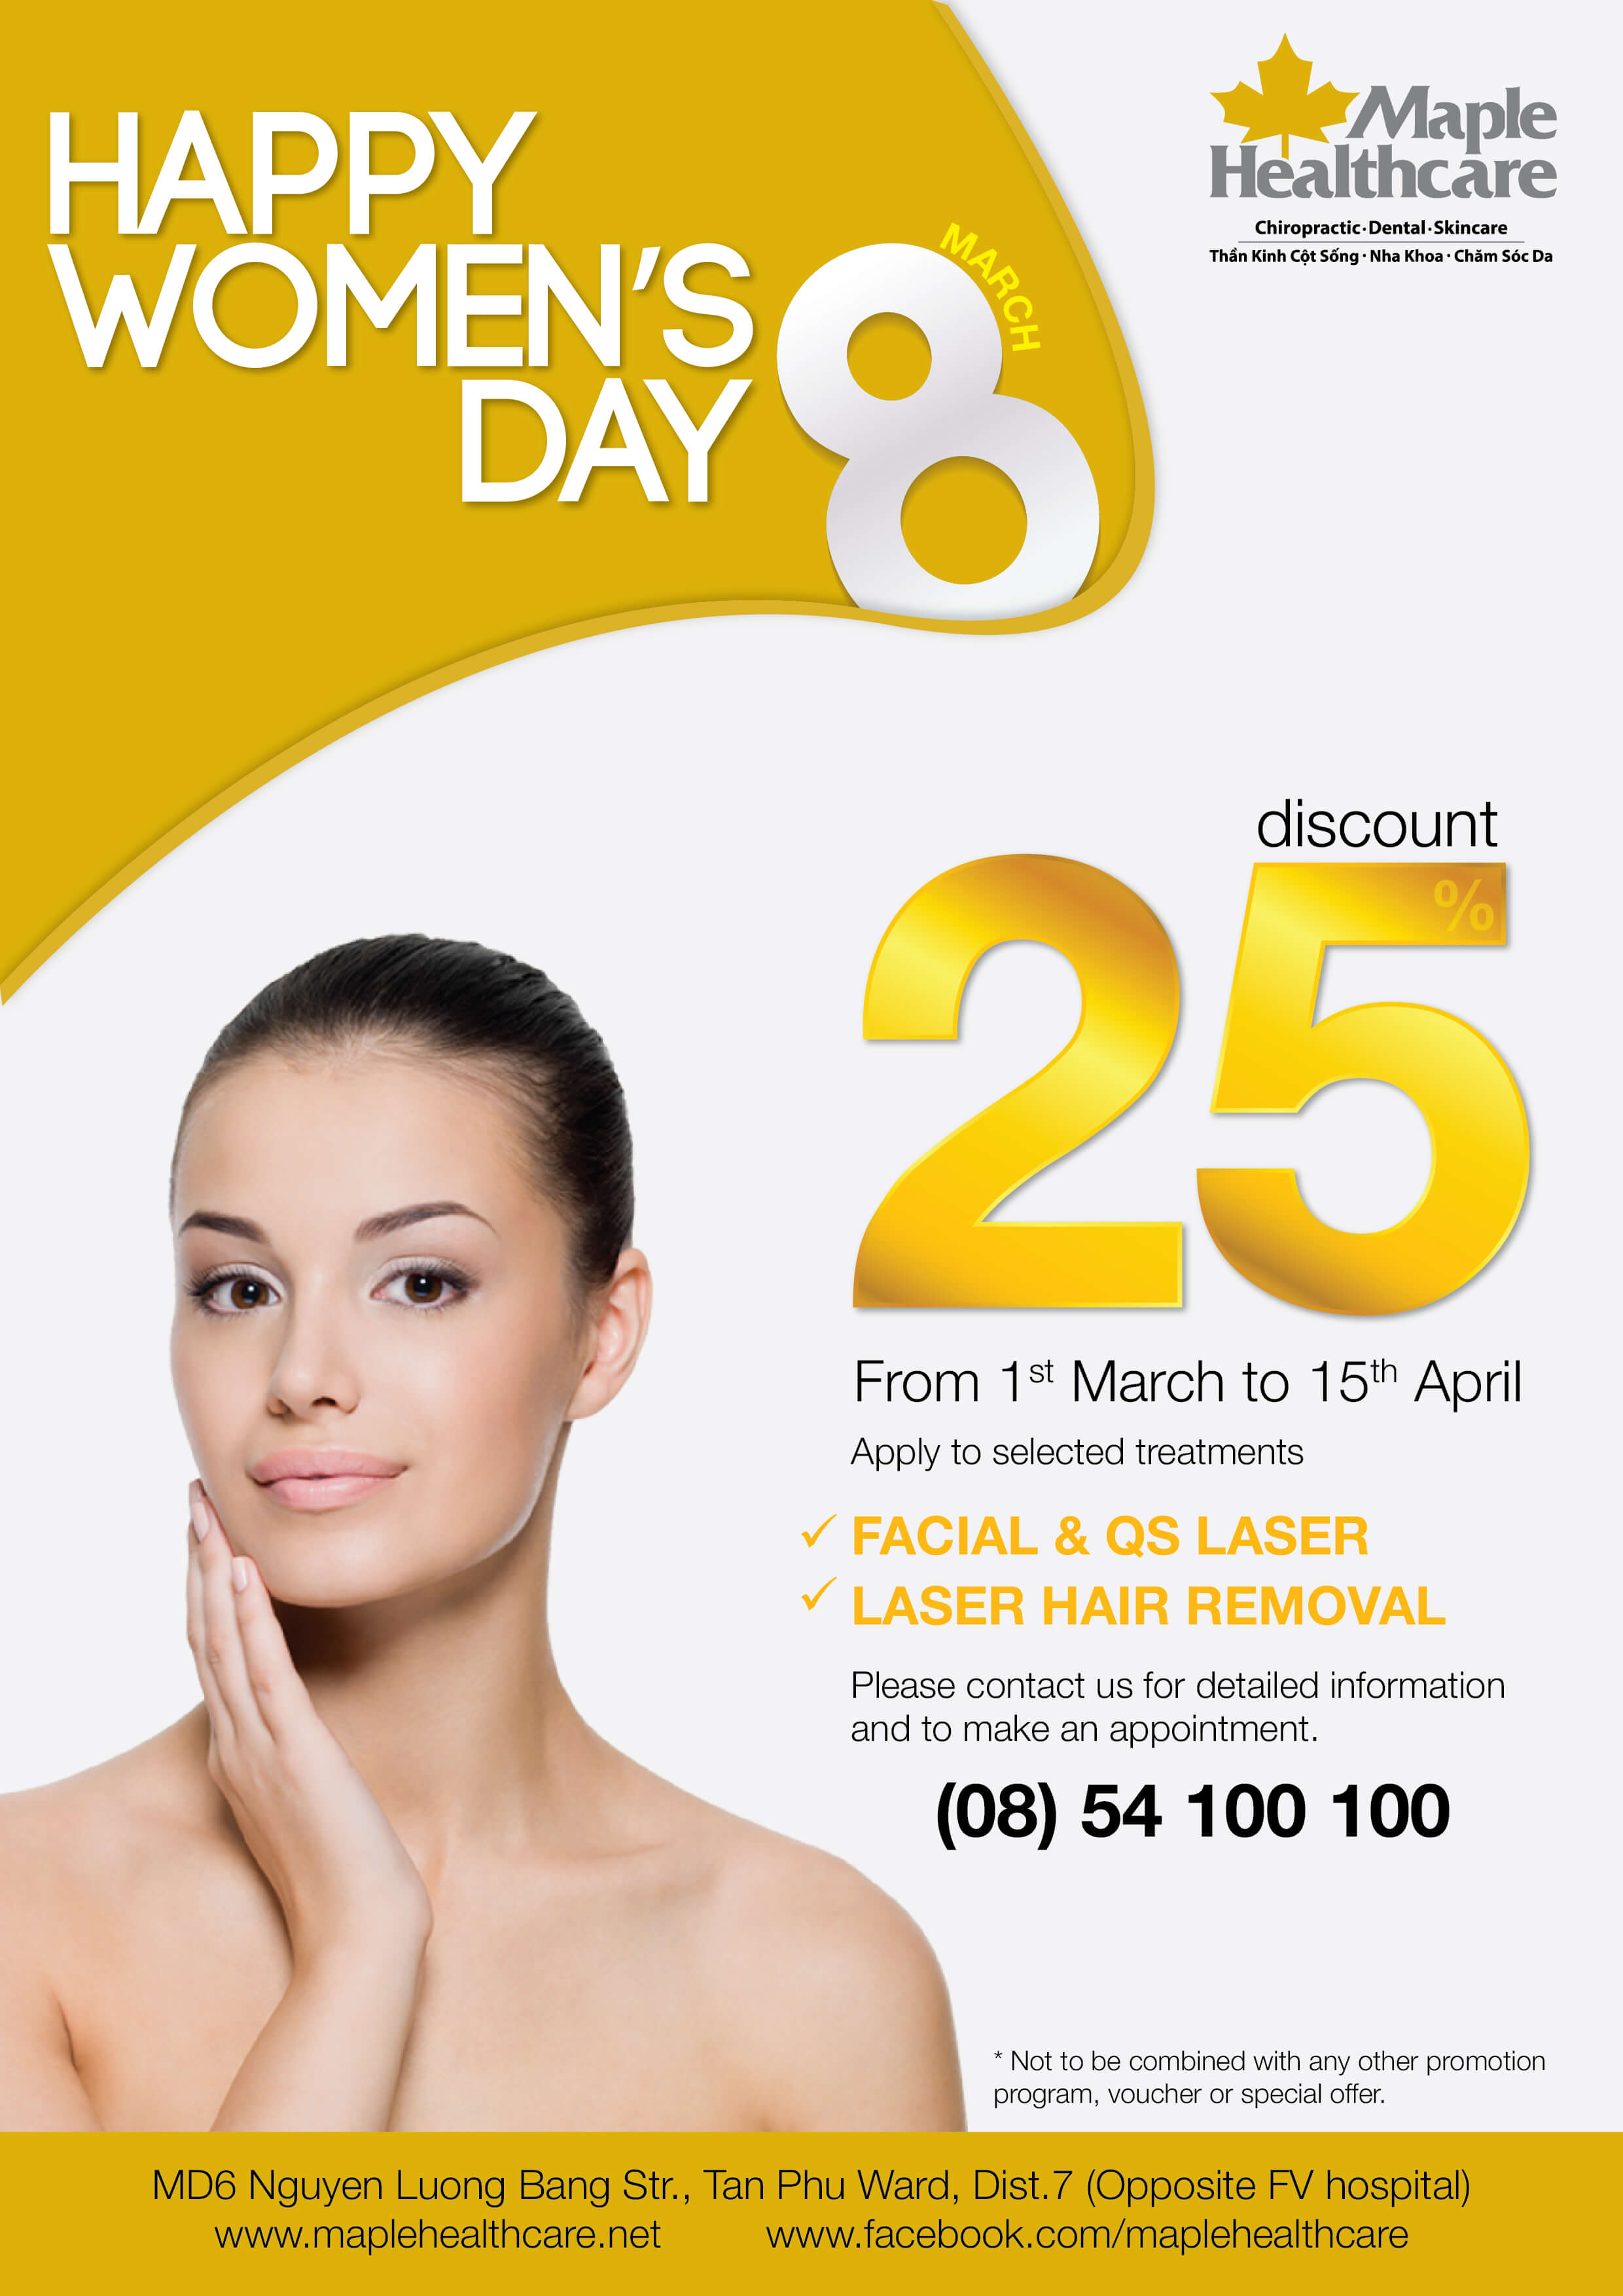 HAPPY
WOMEN'S
DAY
8
MARCH
Maple
Healthcare
Chiropractic·Dental·Skincare
Thần Kinh Cột Sống · Nha Khoa · Chăm Sóc Da
discount
25%
From 1st March to 15th April
Apply to selected treatments
✓ FACIAL & QS LASER
✓ LASER HAIR REMOVAL
Please contact us for detailed information
and to make an appointment.
(08) 54 100 100
* Not to be combined with any other promotion
program, voucher or special offer.
MD6 Nguyen Luong Bang Str., Tan Phu Ward, Dist.7 (Opposite FV hospital)
www.maplehealthcare.net www.facebook.com/maplehealthcare